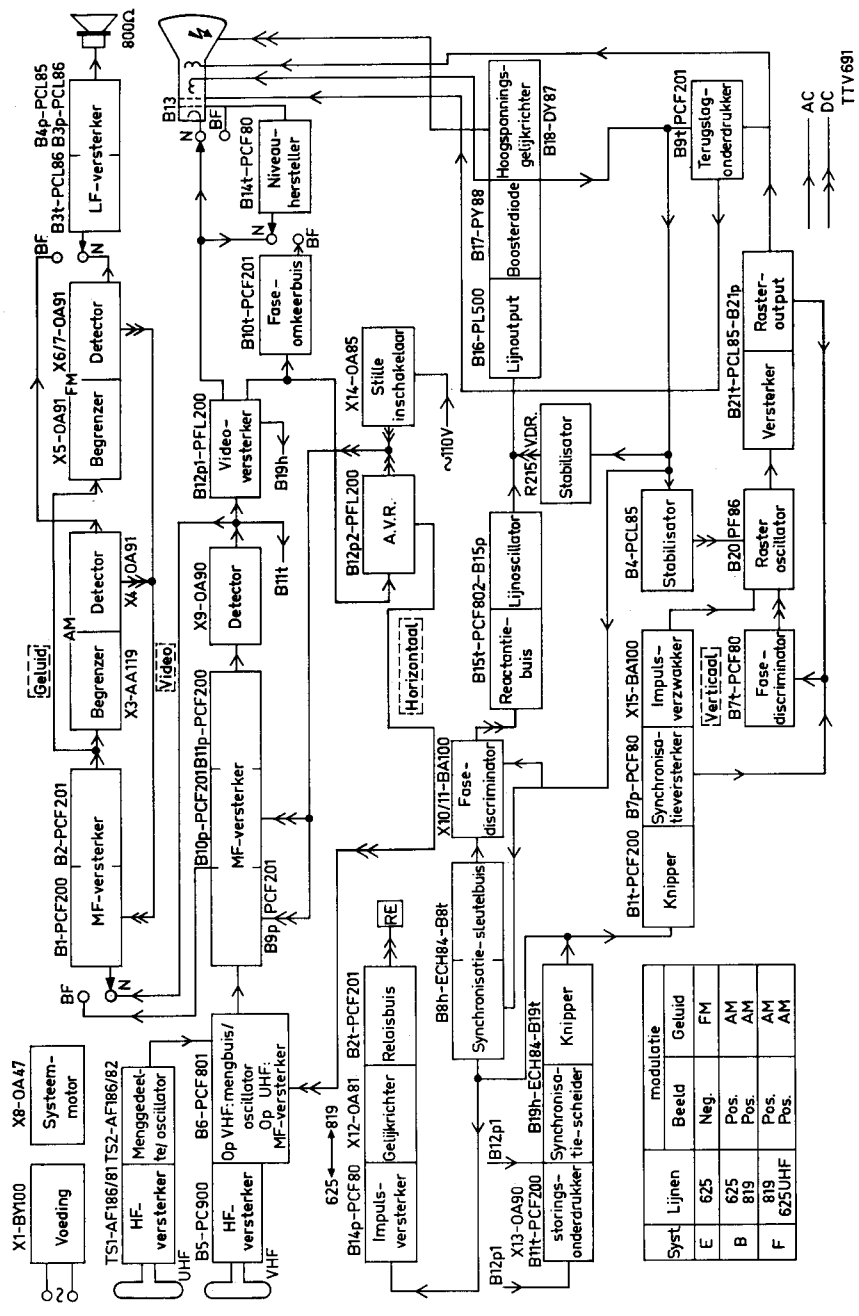 X1-BY100
Voeding
X8-OA47
Systeem-
motor
TS1-AF186/81 TS2-AF186/82
HF-
versterker
Menggedeel-
te/oscillator
UHF
B5-PC900
HF-
versterker
VHF
B6-PCF801
Op VHF:mengbuis/
oscillator
Op UHF:
MF-versterker
625 819
BF
N
B1-PCF200 B2-PCF201
MF-versterker
Geluid
AM
X3-AA119
Begrenzer
Detector
X4-OA91
X5-OA91
FM
Begrenzer
X6/7-OA91
Detector
BF
N
B3t-PCL86
B4p-PCL85
B3p-PCL86
LF-versterker
800Ω
Video
B10p-PCF201 B11p-PCF200
MF-versterker
B9p PCF201
X9-OA90
Detector
B11t
B12p1-PFL200
Video-
versterker
B19h
B10t-PCF201
Fase-
omkeerbuis
BF
N
B14t-PCF80
Niveau-
hersteller
N
BF
B13
B12p2-PFL200
A.V.R.
X14-OA85
Stille
inschakelaar
~110V
Horizontaal
B14p-PCF80
Impuls-
versterker
X12-OA81
Gelijkrichter
B2t-PCF201
Relaisbuis
RE
B12p1
B12p1
X13-OA90
B11t-PCF200
storings-
onderdrukker
B19h-ECH84-B19t
Synchronisa-
tie-scheider
Knipper
B8h-ECH84-B8t
Synchronisatie-sleutelbuis
X10/11-BA100
Fase-
discriminator
B15t-PCF802-B15p
Reactantie-
buis
Lijnoscillator
R215 V.D.R.
Stabilisator
B16-PL500
Lijnoutput
B17-PY88
Boosterdiode
Hoogspannings-
gelijkrichter
B18-DY87
B1t-PCF200
Knipper
B7p-PCF80
Synchronisa-
tieversterker
X15-BA100
Impuls-
verzwakker
Verticaal
B7t-PCF80
Fase-
discriminator
B4-PCL85
Stabilisator
B20 PF86
Raster
oscillator
B21t-PCL85-B21p
Versterker
Raster-
output
B9t PCF201
Terugslag-
onderdrukker
AC
DC
TTV691
Syst. Lijnen modulatie
Beeld Geluid
E 625 Neg. FM
B 625 Pos. AM
819 Pos. AM
F 819 Pos. AM
625UHF Pos. AM